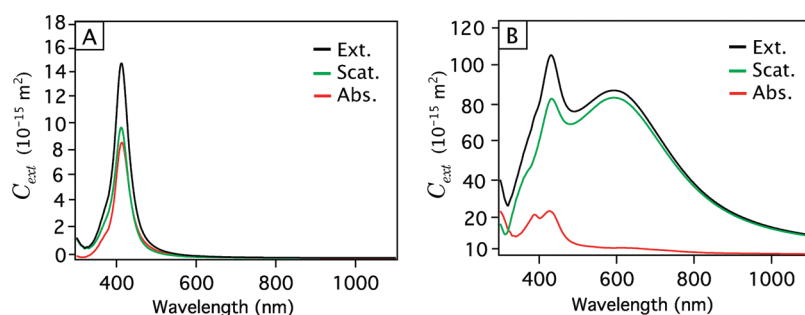 A
Ext.
Scat.
Abs.
18
16
14
12
10
8
6
4
2
0
C_ext (10⁻¹⁵ m²)
400
600
800
1000
Wavelength (nm)
B
Ext.
Scat.
Abs.
120
100
80
60
40
20
10
C_ext (10⁻¹⁵ m²)
400
600
800
1000
Wavelength (nm)